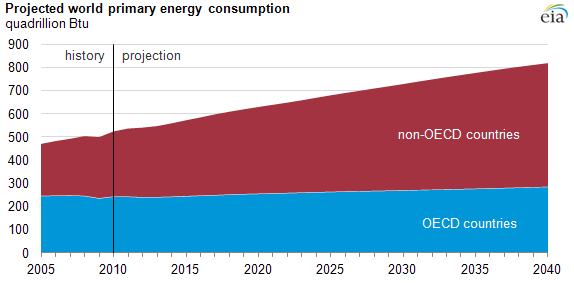 Projected world primary energy consumption
quadrillion Btu
eia
900
history
projection
800
700
600
non-OECD countries
500
400
300
200
OECD countries
100
0
2005
2010
2015
2020
2025
2030
2035
2040